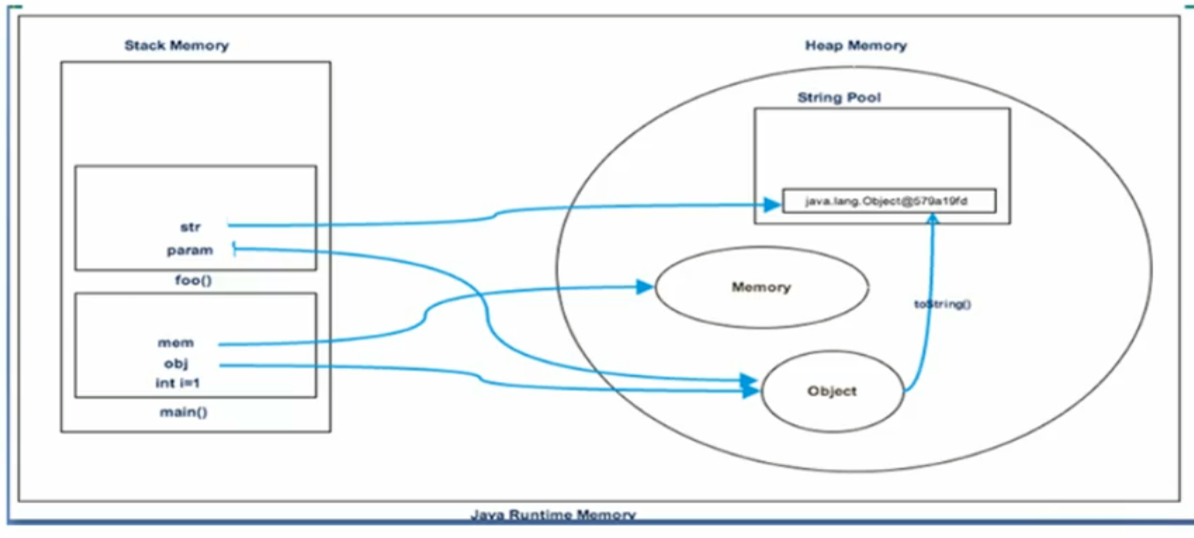 Stack Memory
Heap Memory
String Pool
java.lang.Object@579a19fd
str
param
foo()
Memory
toString()
mem
obj
int i=1
main()
Object
Java Runtime Memory